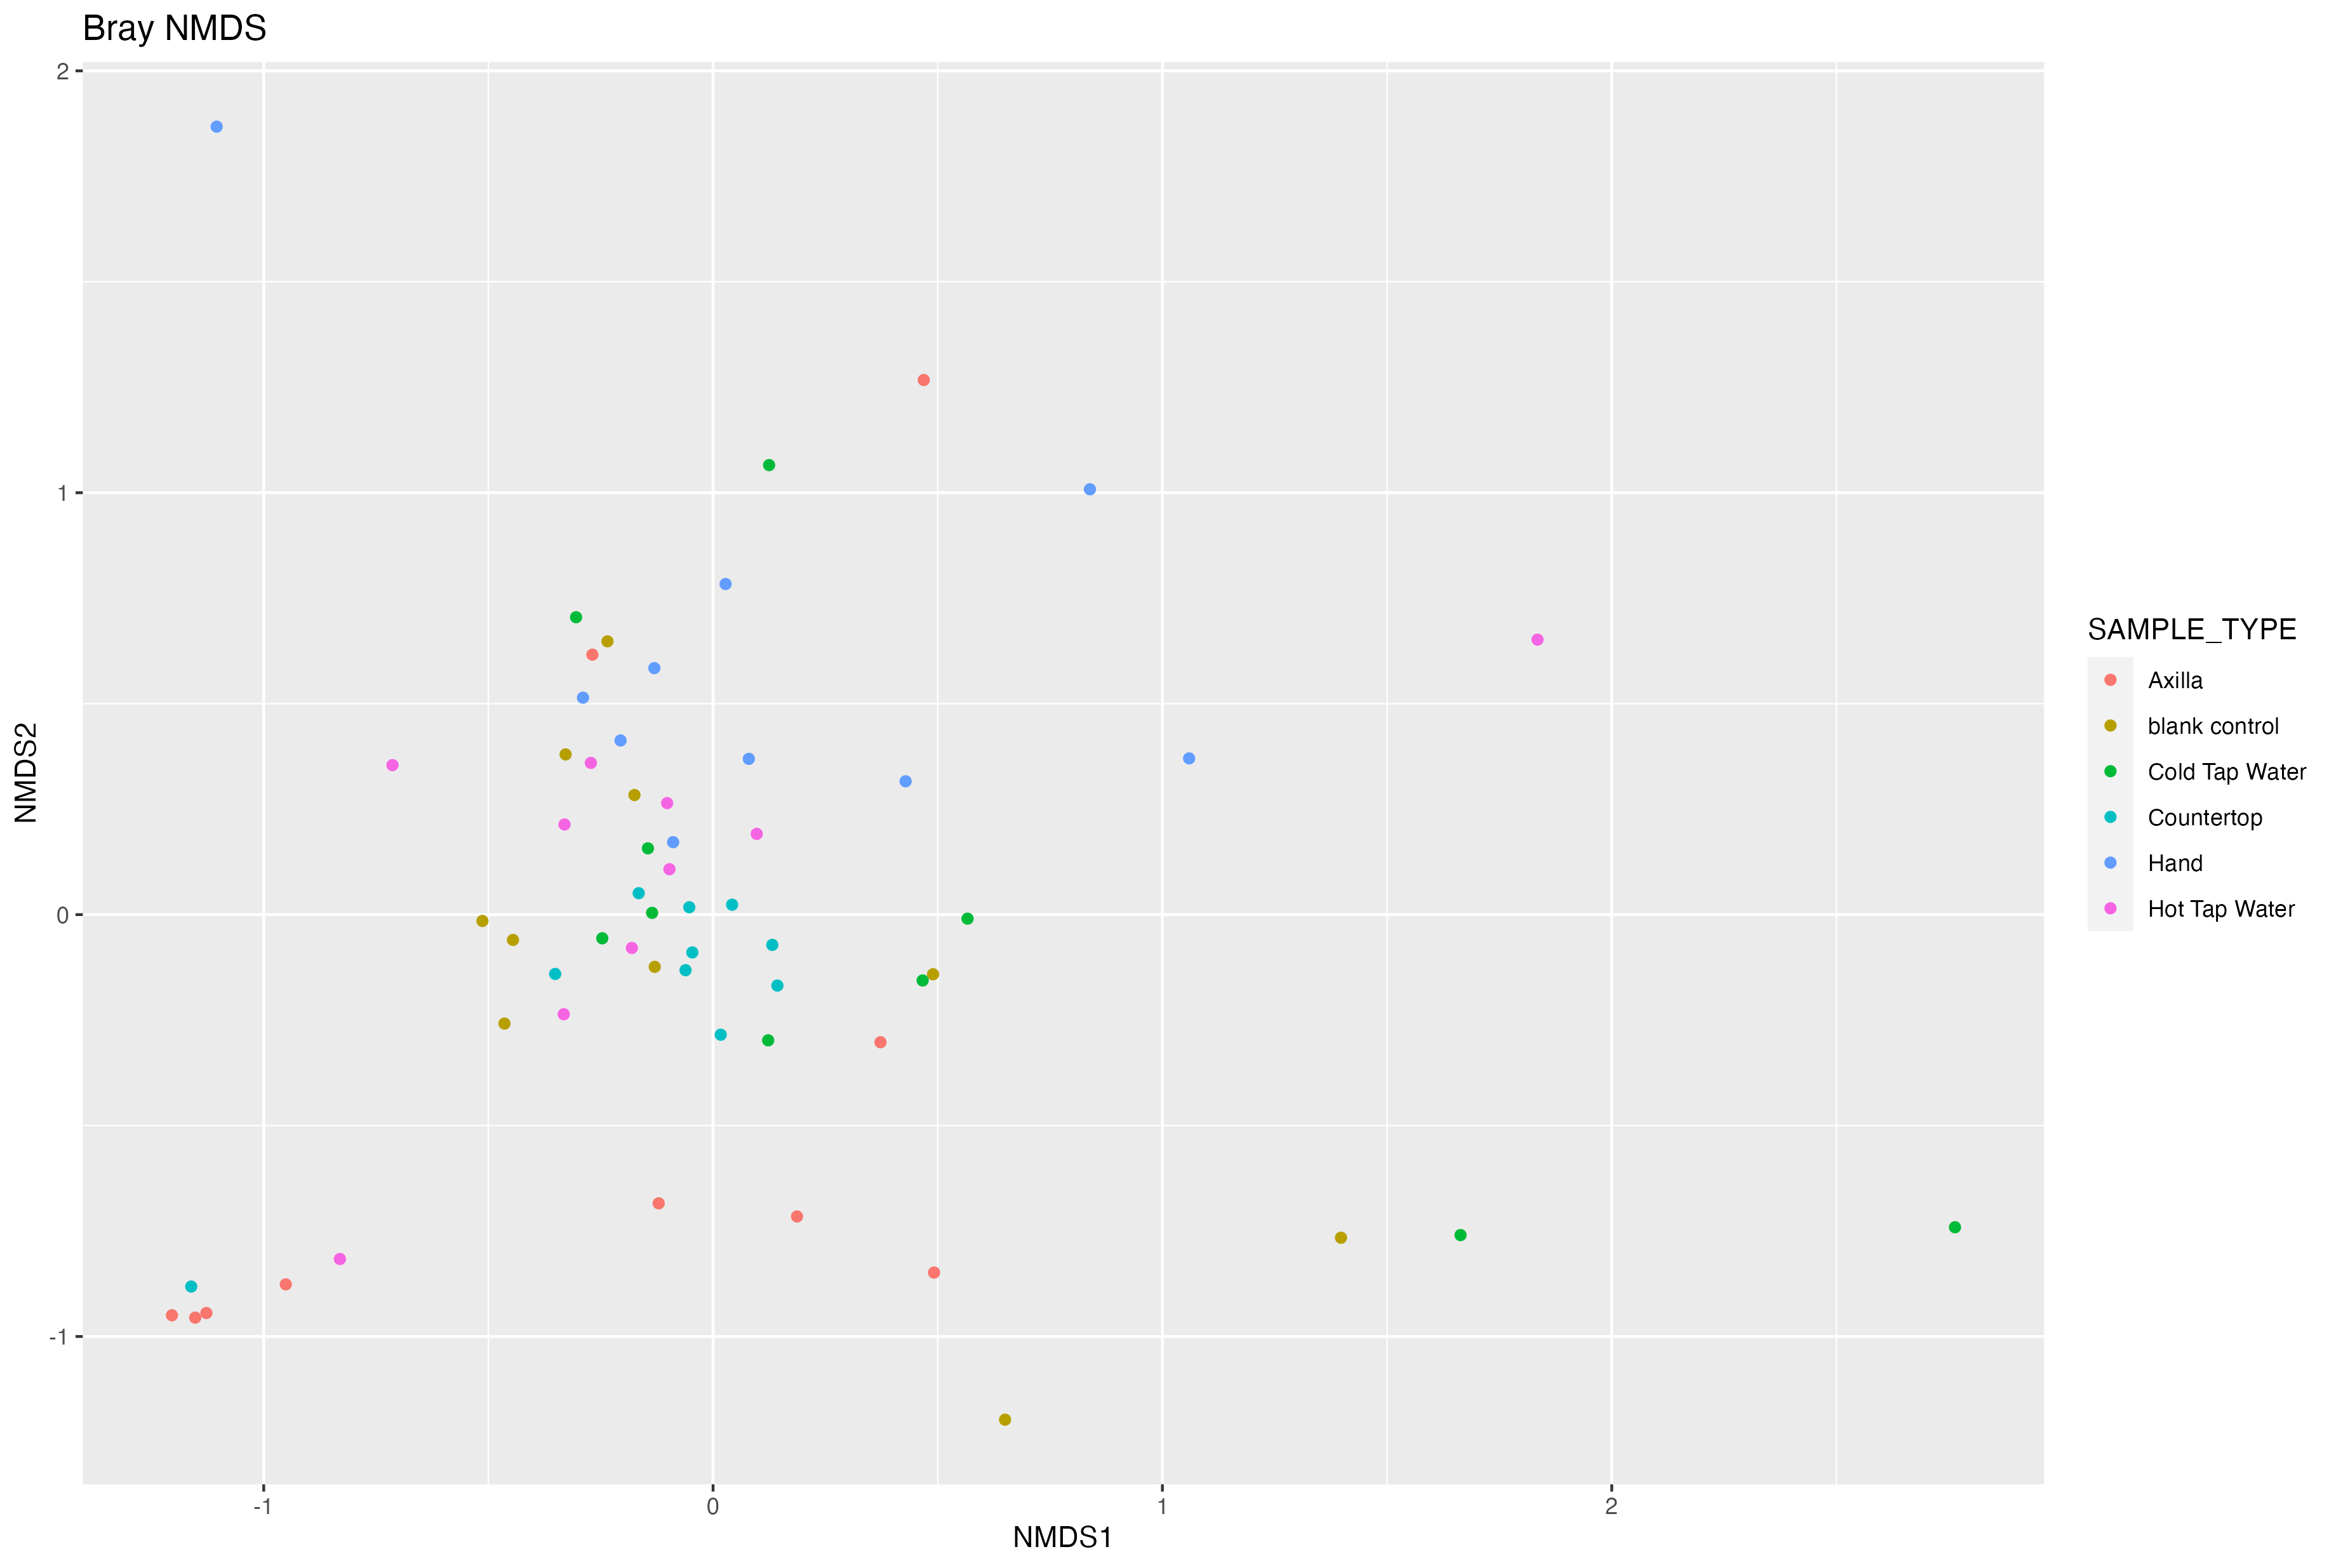 Bray NMDS
2
1
0
-1
NMDS2
-1
0
1
2
NMDS1
SAMPLE_TYPE
Axilla
blank control
Cold Tap Water
Countertop
Hand
Hot Tap Water